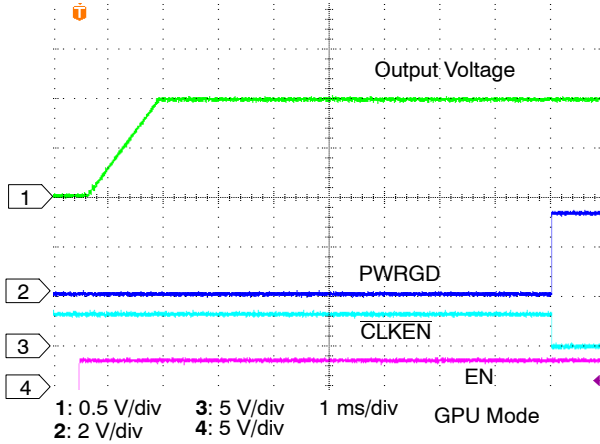 T
Output Voltage
1
PWRGD
2
CLKEN
3
EN
4
1: 0.5 V/div 3: 5 V/div 1 ms/div
GPU Mode
2: 2 V/div 4: 5 V/div